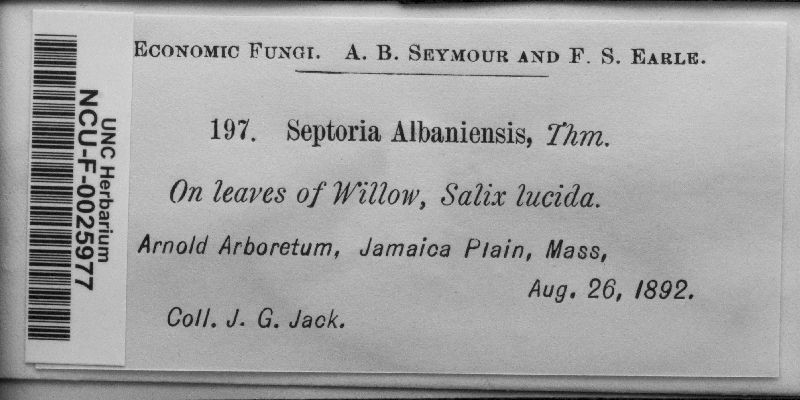 Economic Fungi. A. B. Seymour and F. S. Earle.
197. Septoria Albaniensis, Thm.
On leaves of Willow, Salix lucida.
Arnold Arboretum, Jamaica Plain, Mass,
Aug. 26, 1892.
Coll. J. G. Jack.
UNC Herbarium
NCU-F-0025977